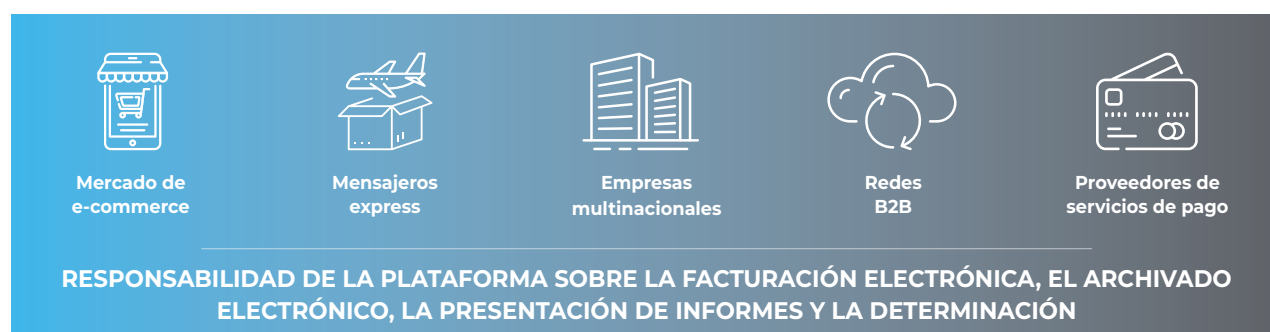 Mercado de
e-commerce
Mensajeros
express
Empresas
multinacionales
Redes
B2B
Proveedores de
servicios de pago
RESPONSABILIDAD DE LA PLATAFORMA SOBRE LA FACTURACIÓN ELECTRÓNICA, EL ARCHIVADO
ELECTRÓNICO, LA PRESENTACIÓN DE INFORMES Y LA DETERMINACIÓN